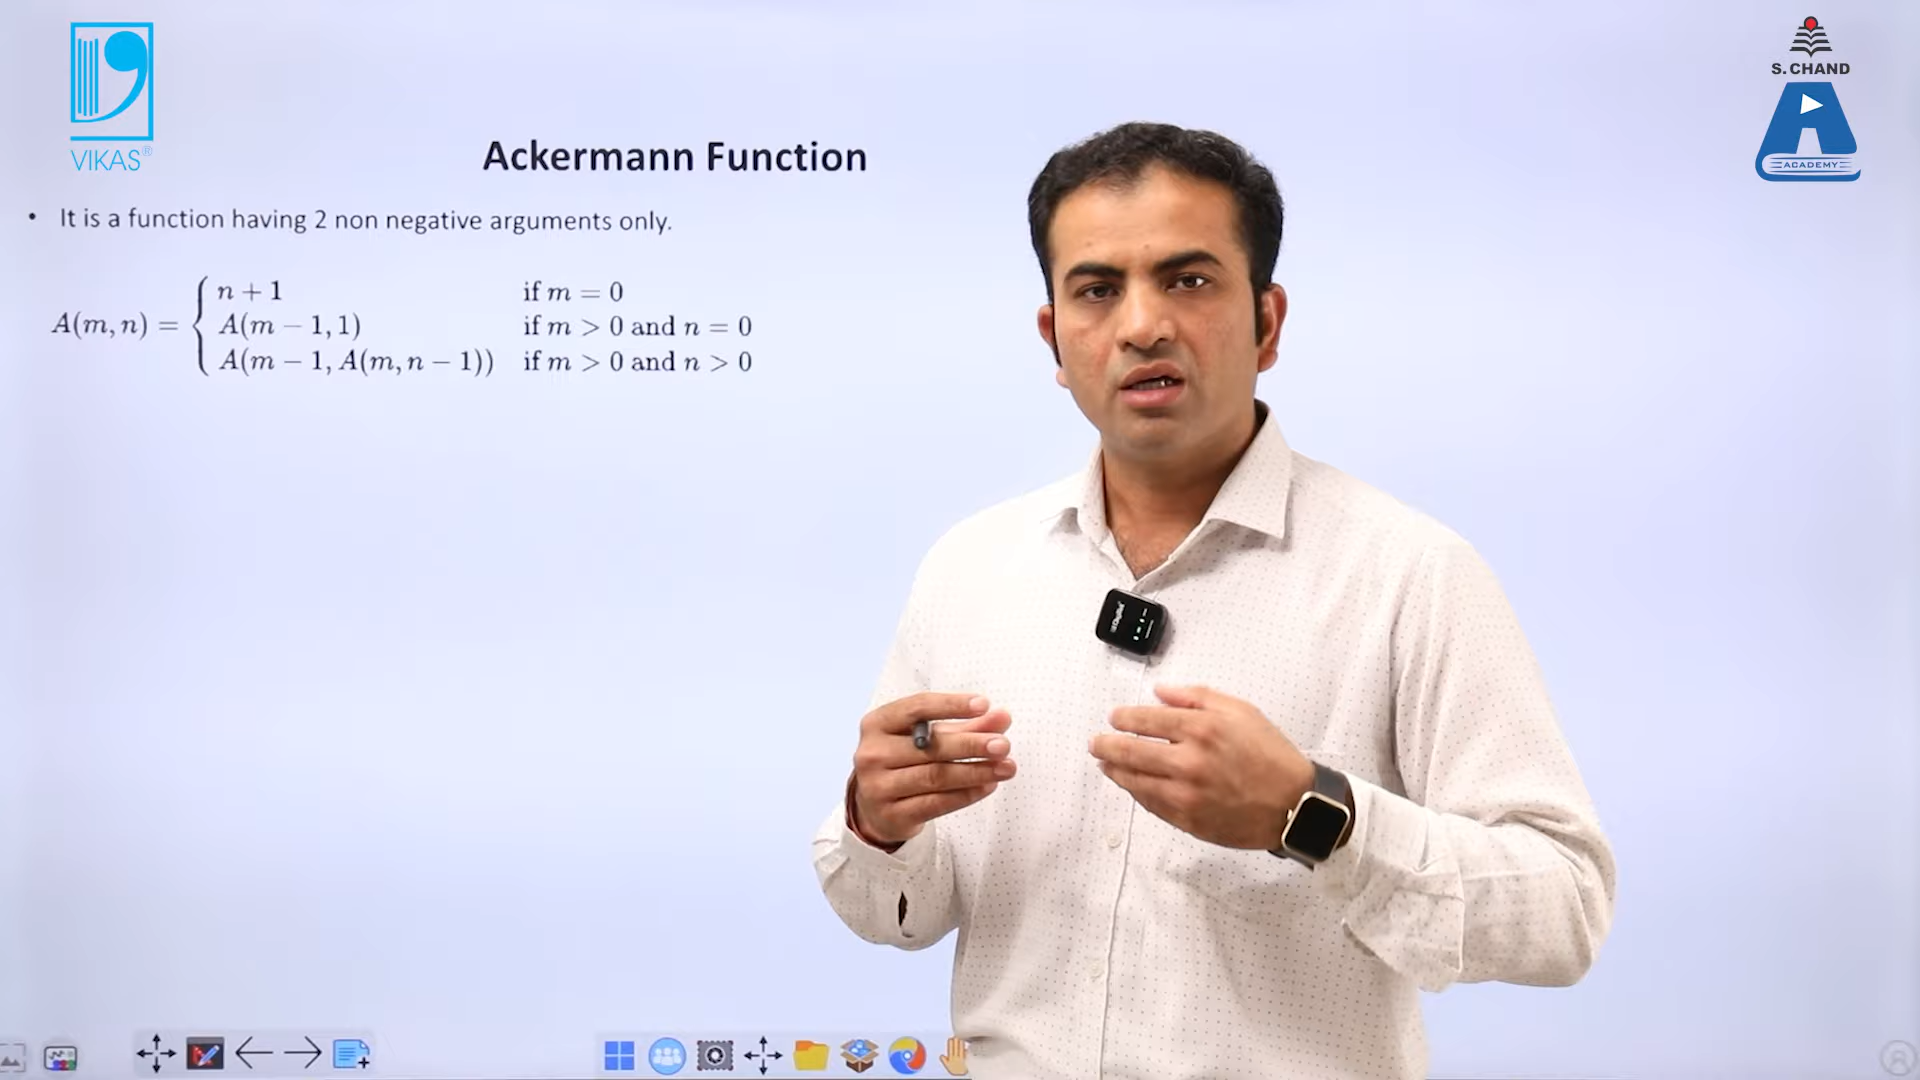 VIKAS®
S. CHAND
ACADEMY
Ackermann Function
• It is a function having 2 non negative arguments only.
A(m, n) = { n + 1 if m = 0
A(m − 1, 1) if m > 0 and n = 0
A(m − 1, A(m, n − 1)) if m > 0 and n > 0